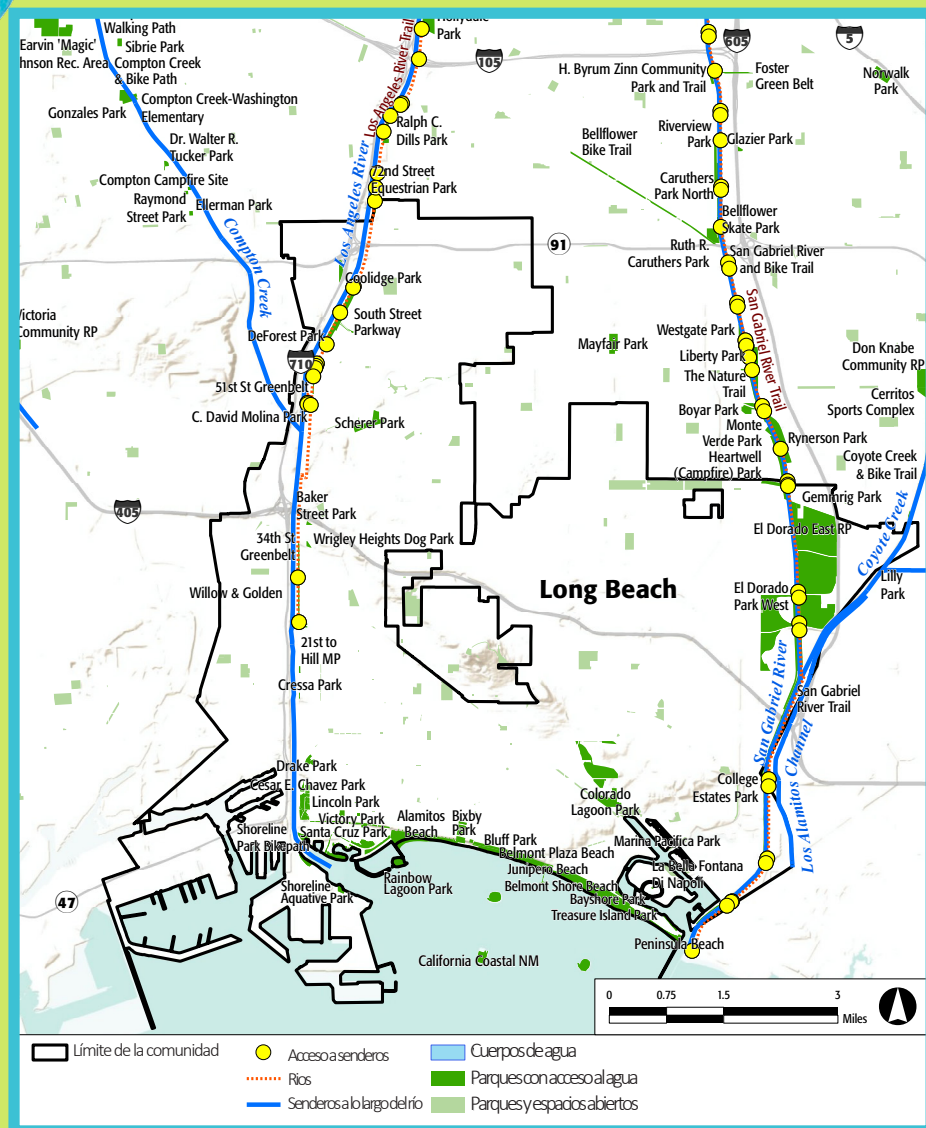 Walking Path
Earvin 'Magic'
hnson Rec. Area
Sibrie Park
Compton Creek
& Bike Path
Gonzales Park
Compton Creek-Washington
Elementary
Dr. Walter R.
Tucker Park
Compton Campfire Site
Raymond
Street Park
Ellerman Park
Compton Creek
Hollydale
Park
Los Angeles River Trail
105
605
5
Ralph C.
Dills Park
Los Angeles River
72nd Street
Equestrian Park
H. Byrum Zinn Community
Park and Trail
Foster
Green Belt
Norwalk
Park
Riverview
Park
Glazier Park
Bellflower
Bike Trail
Caruthers
Park North
Bellflower
Skate Park
91
Ruth R.
Caruthers Park
San Gabriel River
and Bike Trail
Coolidge Park
South Street
Parkway
DeForest Park
710
51st St Greenbelt
C. David Molina Park
Scherer Park
Victoria
Community RP
Mayfair Park
San Gabriel River Trail
Westgate Park
Liberty Park
The Nature
Trail
Boyar Park
Monte
Verde Park
Heartwell
(Campfire) Park
Don Knabe
Community RP
Cerritos
Sports Complex
Rynerson Park
Coyote Creek
& Bike Trail
Gemmrig Park
El Dorado East RP
Coyote Creek
Lilly
Park
El Dorado
Park West
405
Baker
Street Park
34th St
Greenbelt
Wrigley Heights Dog Park
Willow & Golden
Long Beach
21st to
Hill MP
Cressa Park
San Gabriel
River Trail
San Gabriel River
Los Alamitos Channel
College
Estates Park
Drake Park
Cesar E. Chavez Park
Lincoln Park
Victory Park
Santa Cruz Park
Shoreline
Park Bikepath
Alamitos
Beach
Bixby
Park
Bluff Park
Colorado
Lagoon Park
Marina Pacifica Park
Belmont Plaza Beach
Junipero Beach
La Bella Fontana
Di Napoli
Belmont Shore Beach
Bayshore Park
Treasure Island Park
Rainbow
Lagoon Park
Shoreline
Aquative Park
47
Peninsula Beach
California Coastal NM
0 0.75 1.5 3
Miles
Límite de la comunidad
Acceso a senderos
Rios
Senderos a lo largo del río
Cuerpos de agua
Parques con acceso al agua
Parques y espacios abiertos